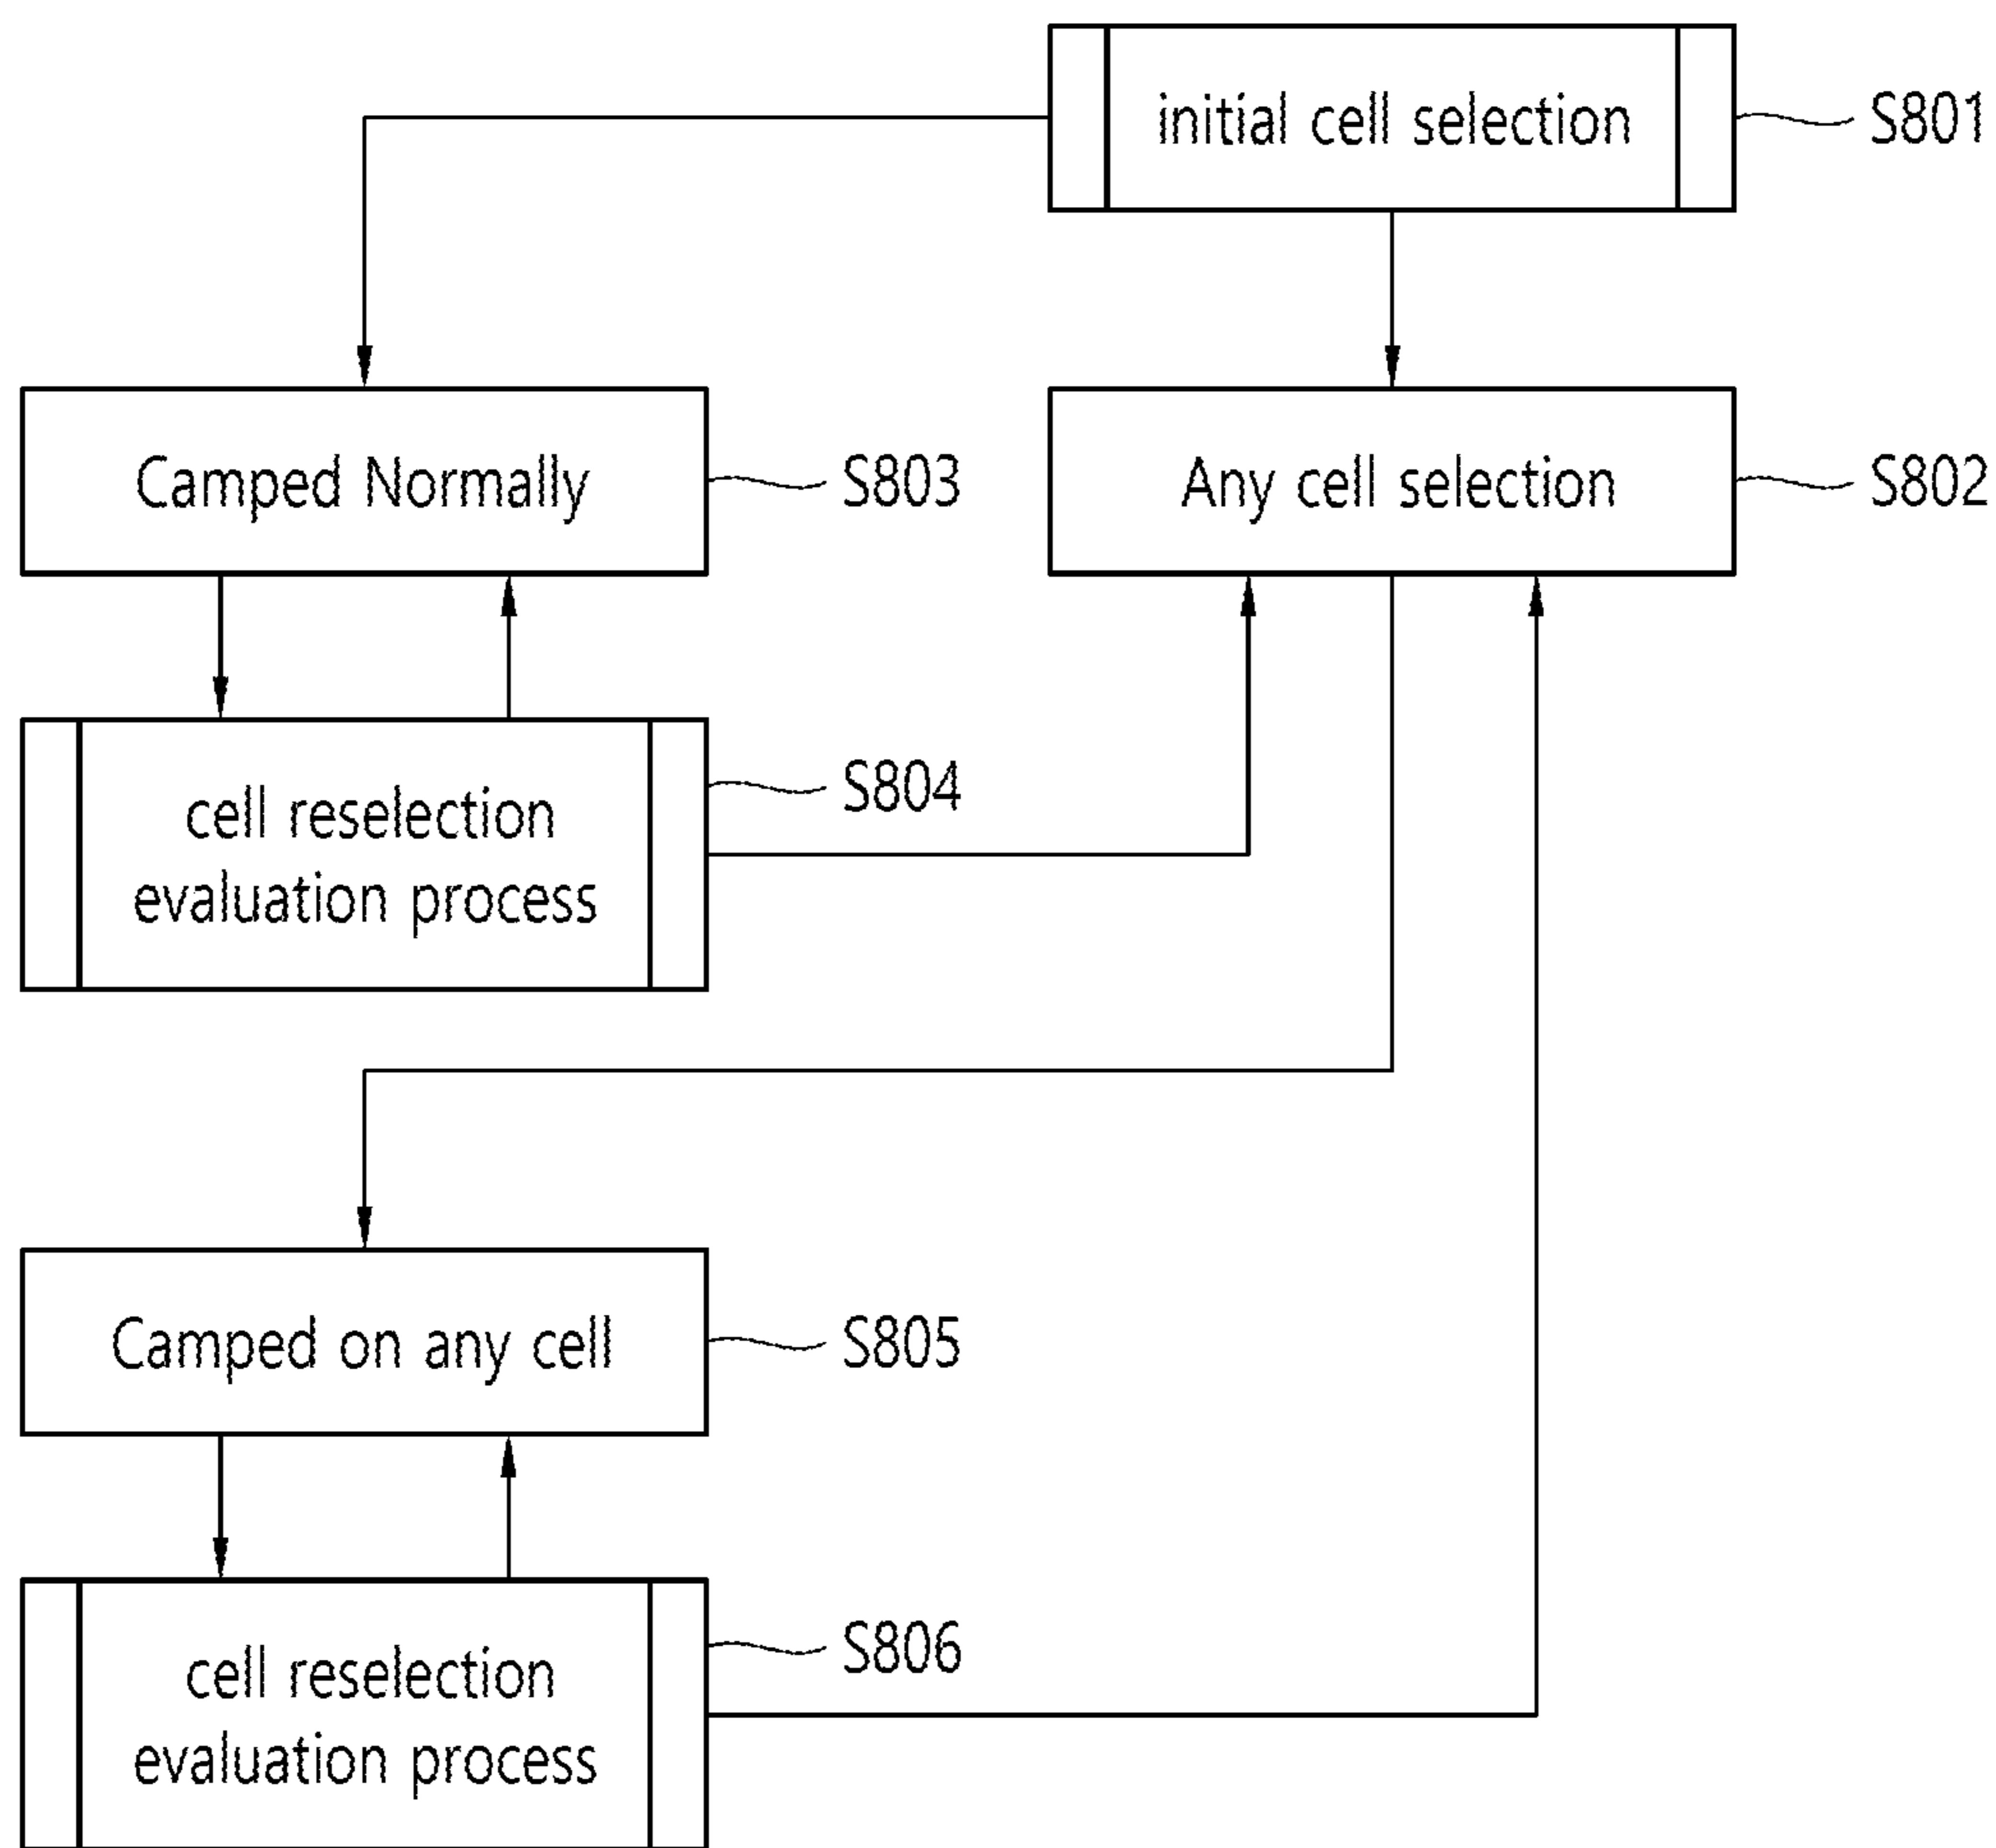 initial cell selection
S801
Camped Normally
S803
Any cell selection
S802
cell reselection
evaluation process
S804
Camped on any cell
S805
cell reselection
evaluation process
S806